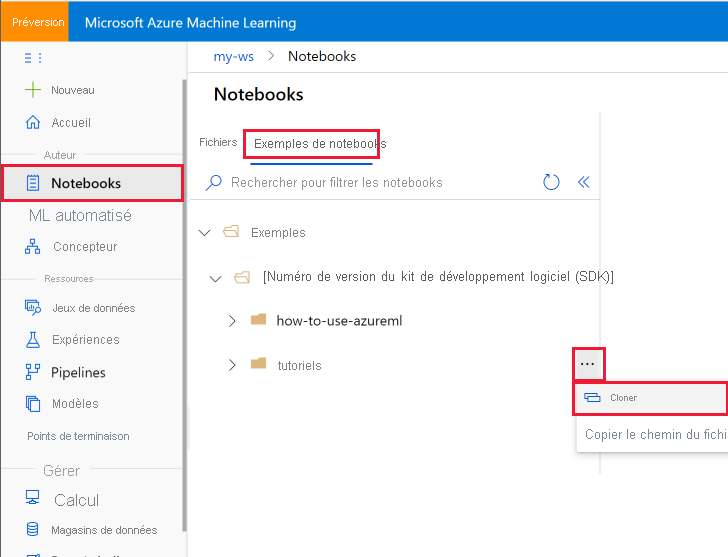 Préversion
Microsoft Azure Machine Learning
my-ws > Notebooks
Nouveau
Accueil
Auteur
Notebooks
ML automatisé
Concepteur
Ressources
Jeux de données
Expériences
Pipelines
Modèles
Points de terminaison
Gérer
Calcul
Magasins de données
Notebooks
Fichiers
Exemples de notebooks
Rechercher pour filtrer les notebooks
Exemples
[Numéro de version du kit de développement logiciel (SDK)]
how-to-use-azureml
tutoriels
...
Cloner
Copier le chemin du fichi